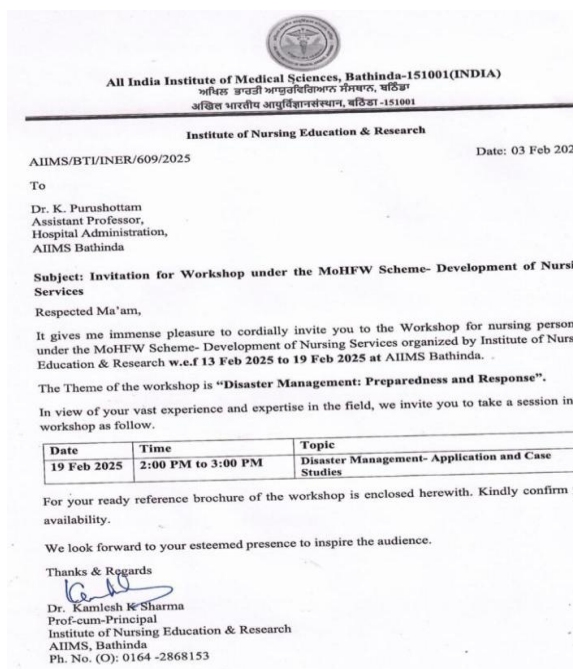 All India Institute of Medical Sciences, Bathinda-151001(INDIA)
ਅਖਿਲ ਭਾਰਤੀ ਆਯੁਰਵਿਗਿਆਨ ਸੰਸਥਾਨ, ਬਠਿੰਡਾ
अखिल भारतीय आयुर्विज्ञानसंस्थान, बठिंडा -151001
Institute of Nursing Education & Research
AIIMS/BTI/INER/609/2025
Date: 03 Feb 202
To
Dr. K. Purushottam
Assistant Professor,
Hospital Administration,
AIIMS Bathinda
Subject: Invitation for Workshop under the MoHFW Scheme- Development of Nursi
Services
Respected Ma'am,
It gives me immense pleasure to cordially invite you to the Workshop for nursing person
under the MoHFW Scheme- Development of Nursing Services organized by Institute of Nurs
Education & Research w.e.f 13 Feb 2025 to 19 Feb 2025 at AIIMS Bathinda.
The Theme of the workshop is “Disaster Management: Preparedness and Response”.
In view of your vast experience and expertise in the field, we invite you to take a session in
workshop as follow.
Date Time Topic
19 Feb 2025 2:00 PM to 3:00 PM Disaster Management- Application and Case
Studies
For your ready reference brochure of the workshop is enclosed herewith. Kindly confirm
availability.
We look forward to your esteemed presence to inspire the audience.
Thanks & Regards
Dr. Kamlesh K Sharma
Prof-cum-Principal
Institute of Nursing Education & Research
AIIMS, Bathinda
Ph. No. (O): 0164 -2868153